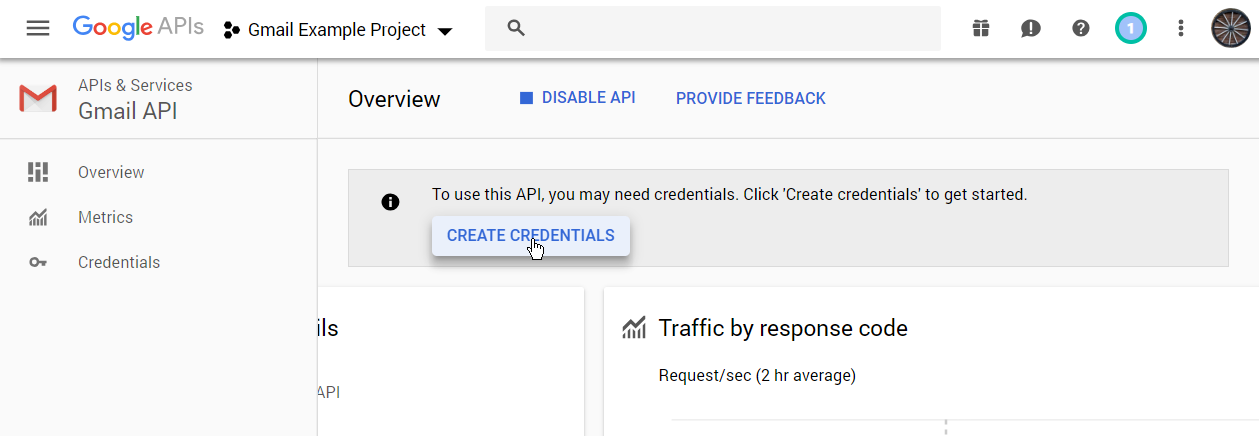 Google APIs
Gmail Example Project
1
APIs & Services
Gmail API
Overview
Metrics
Credentials
Overview
DISABLE API
PROVIDE FEEDBACK
To use this API, you may need credentials. Click 'Create credentials' to get started.
CREATE CREDENTIALS
ils
API
Traffic by response code
Request/sec (2 hr average)